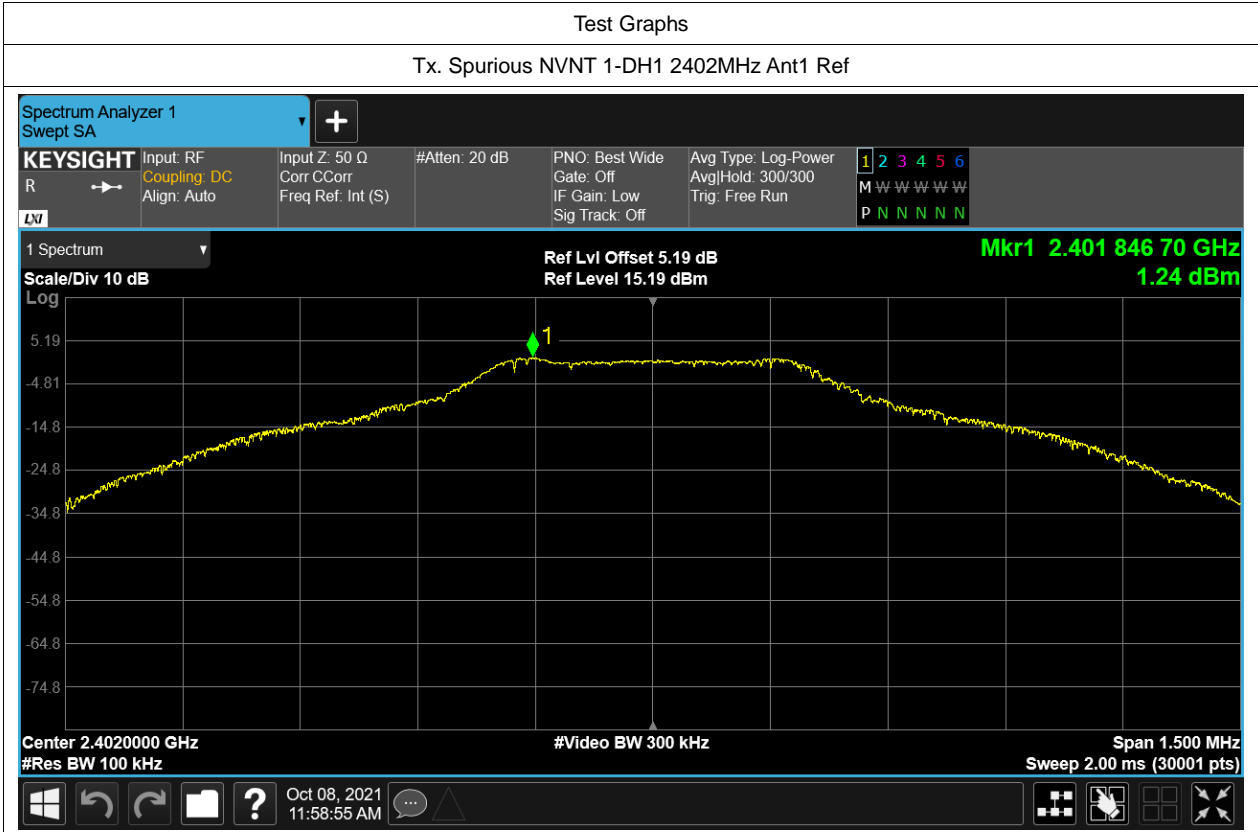 Test Graphs
Tx. Spurious NVNT 1-DH1 2402MHz Ant1 Ref
Spectrum Analyzer 1
Swept SA
KEYSIGHT
R
LXI
Input: RF
Coupling: DC
Align: Auto
Input Z: 50 Ω
Corr CCorr
Freq Ref: Int (S)
#Atten: 20 dB
PNO: Best Wide
Gate: Off
IF Gain: Low
Sig Track: Off
Avg Type: Log-Power
Avg|Hold: 300/300
Trig: Free Run
1 2 3 4 5 6
M W W W W W
P N N N N N
1 Spectrum
Scale/Div 10 dB
Log
Ref Lvl Offset 5.19 dB
Ref Level 15.19 dBm
Mkr1 2.401 846 70 GHz
1.24 dBm
1
5.19
-4.81
-14.8
-24.8
-34.8
-44.8
-54.8
-64.8
-74.8
Center 2.4020000 GHz
#Res BW 100 kHz
#Video BW 300 kHz
Span 1.500 MHz
Sweep 2.00 ms (30001 pts)
?
Oct 08, 2021
11:58:55 AM